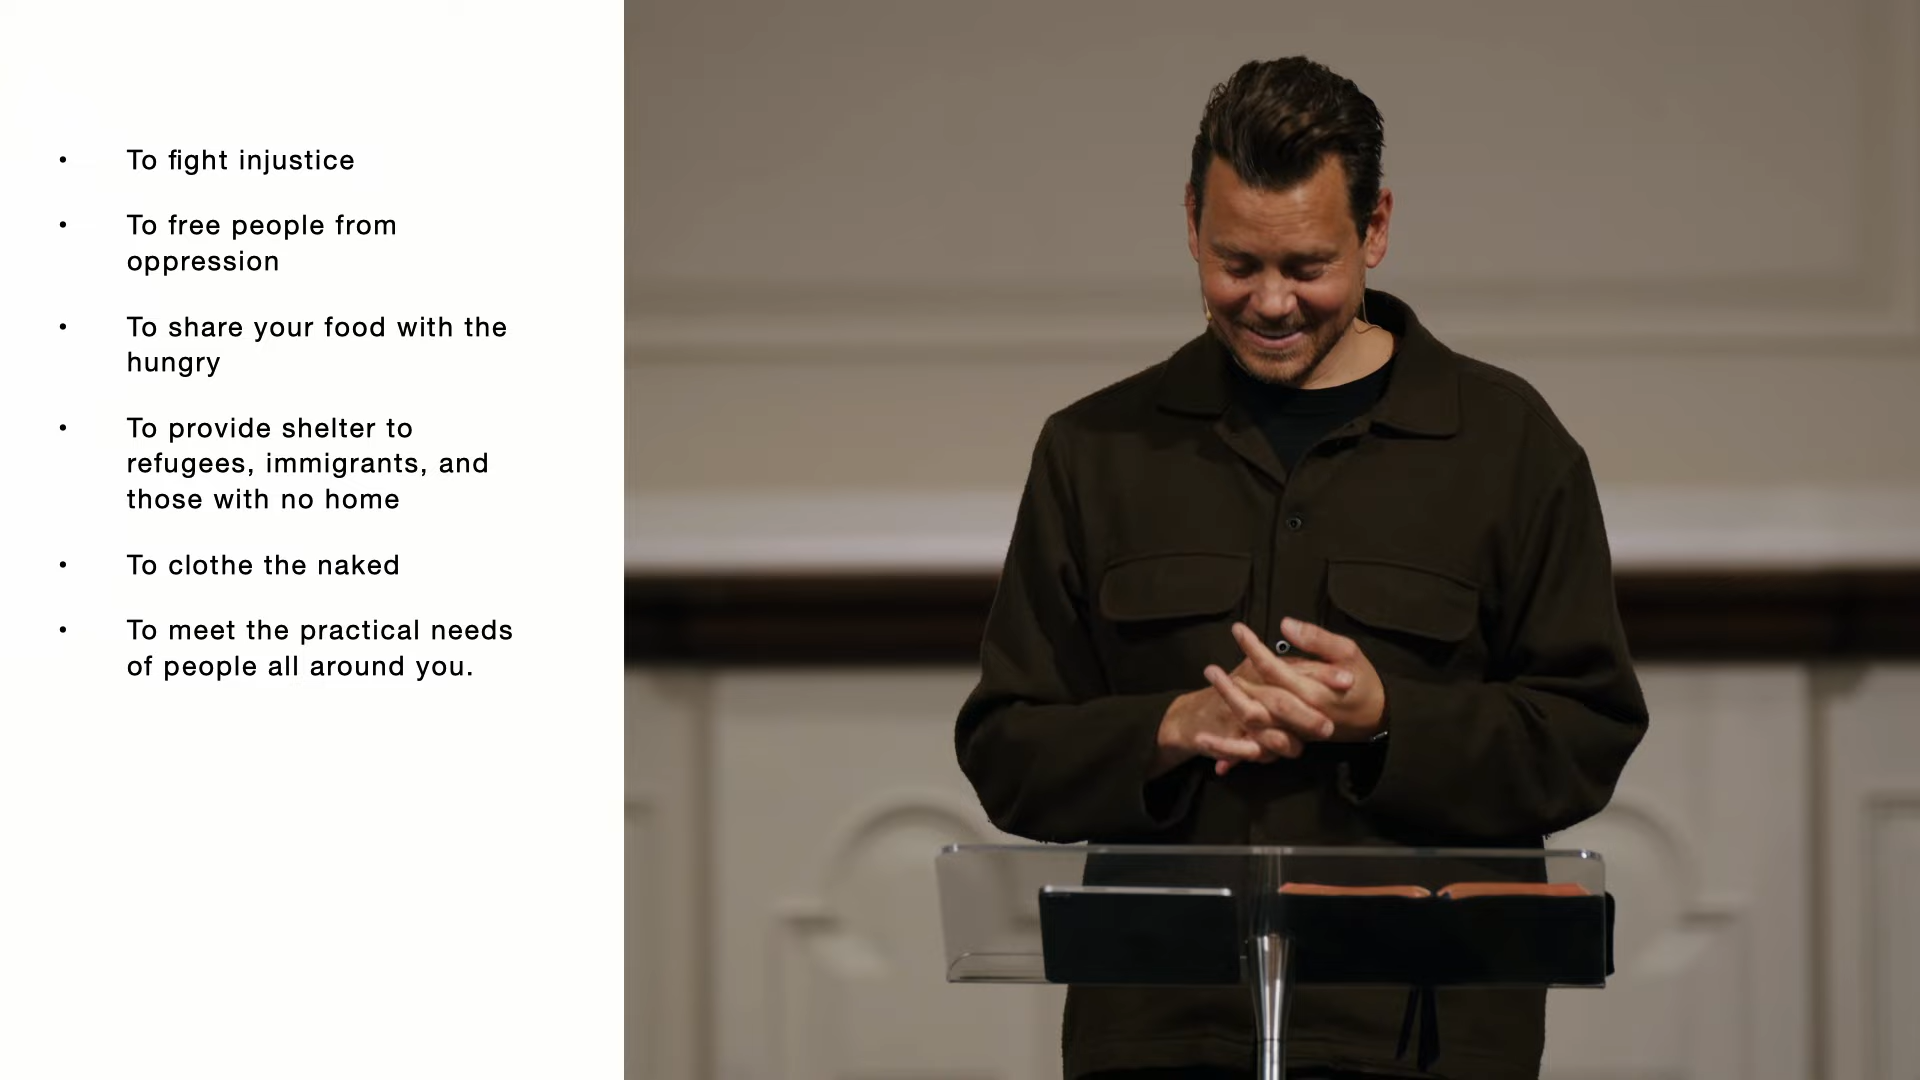 • To fight injustice
• To free people from
oppression
• To share your food with the
hungry
• To provide shelter to
refugees, immigrants, and
those with no home
• To clothe the naked
• To meet the practical needs
of people all around you.